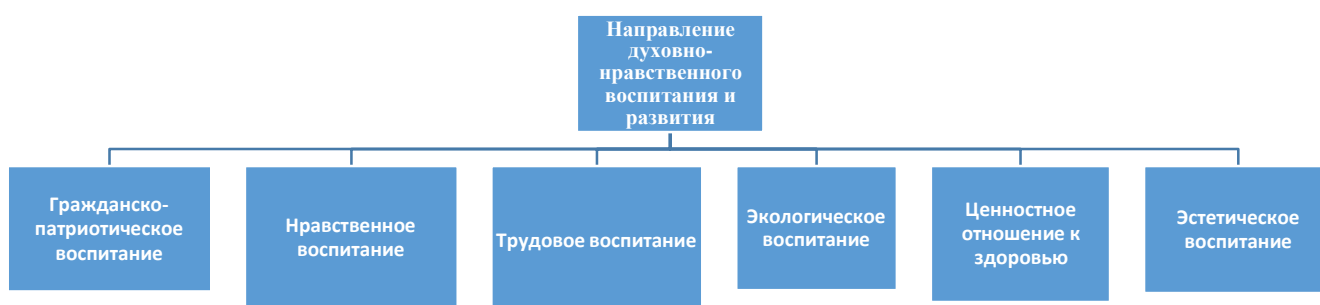 Направление
духовно-
нравственного
воспитания и
развития
Гражданско-
патриотическое
воспитание
Нравственное
воспитание
Трудовое воспитание
Экологическое
воспитание
Ценностное
отношение к
здоровью
Эстетическое
воспитание